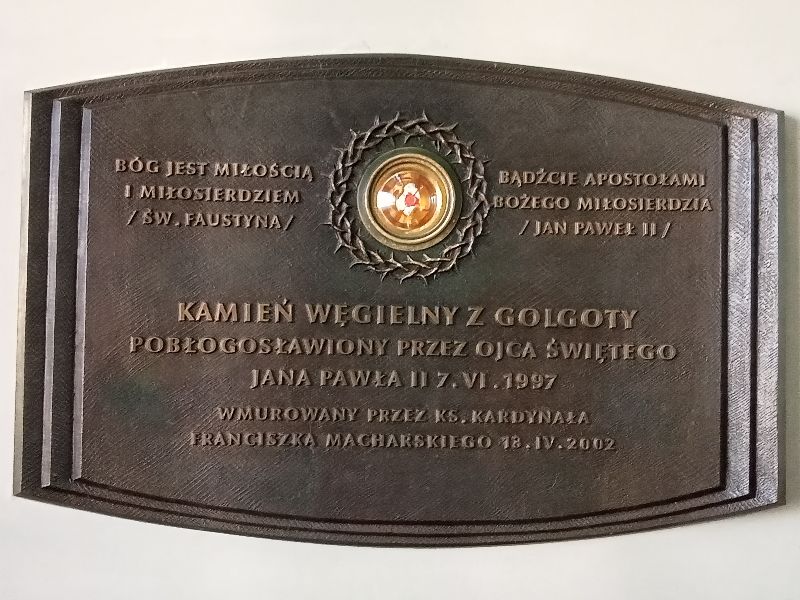 BÓG JEST MIŁOŚCIĄ
I MIŁOSIERDZIEM
/ŚW. FAUSTYNA/
BĄDŹCIE APOSTOŁAMI
BOŻEGO MIŁOSIERDZIA
/JAN PAWEŁ II/
KAMIEŃ WĘGIELNY Z GOLGOTY
POBŁOGOSŁAWIONY PRZEZ OJCA ŚWIĘTEGO
JANA PAWŁA II 7.VI.1997
WMUROWANY PRZEZ KS. KARDYNAŁA
FRANCISZKA MACHARSKIEGO 18.IV.2002